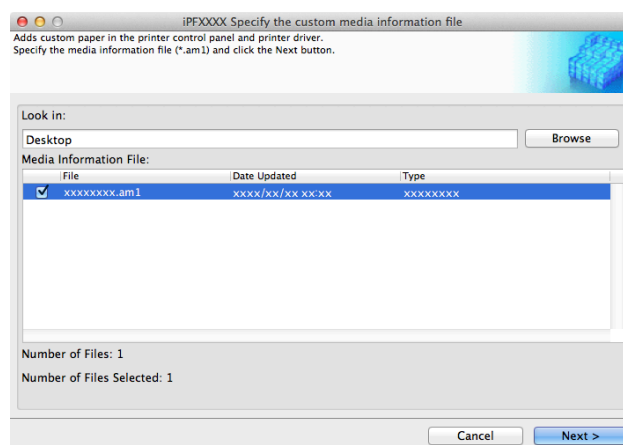 iPFXXXX Specify the custom media information file
Adds custom paper in the printer control panel and printer driver.
Specify the media information file (*.am1) and click the Next button.
Look in:
Desktop Browse
Media Information File:
File Date Updated Type
xxxxxxxx.am1 xxxx/xx/xx xx:xx xxxxxxxx
Number of Files: 1
Number of Files Selected: 1
Cancel Next >